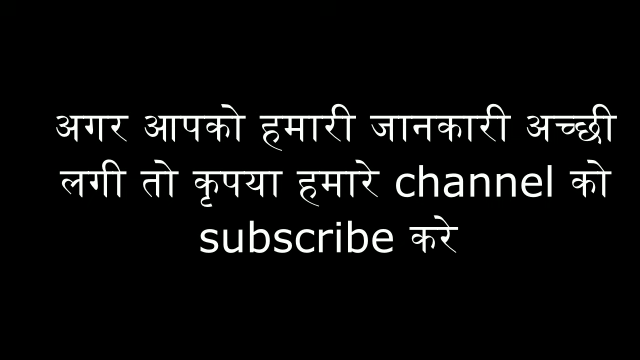 अगर आपको हमारी जानकारी अच्छी
लगी तो कृपया हमारे channel को
subscribe करे